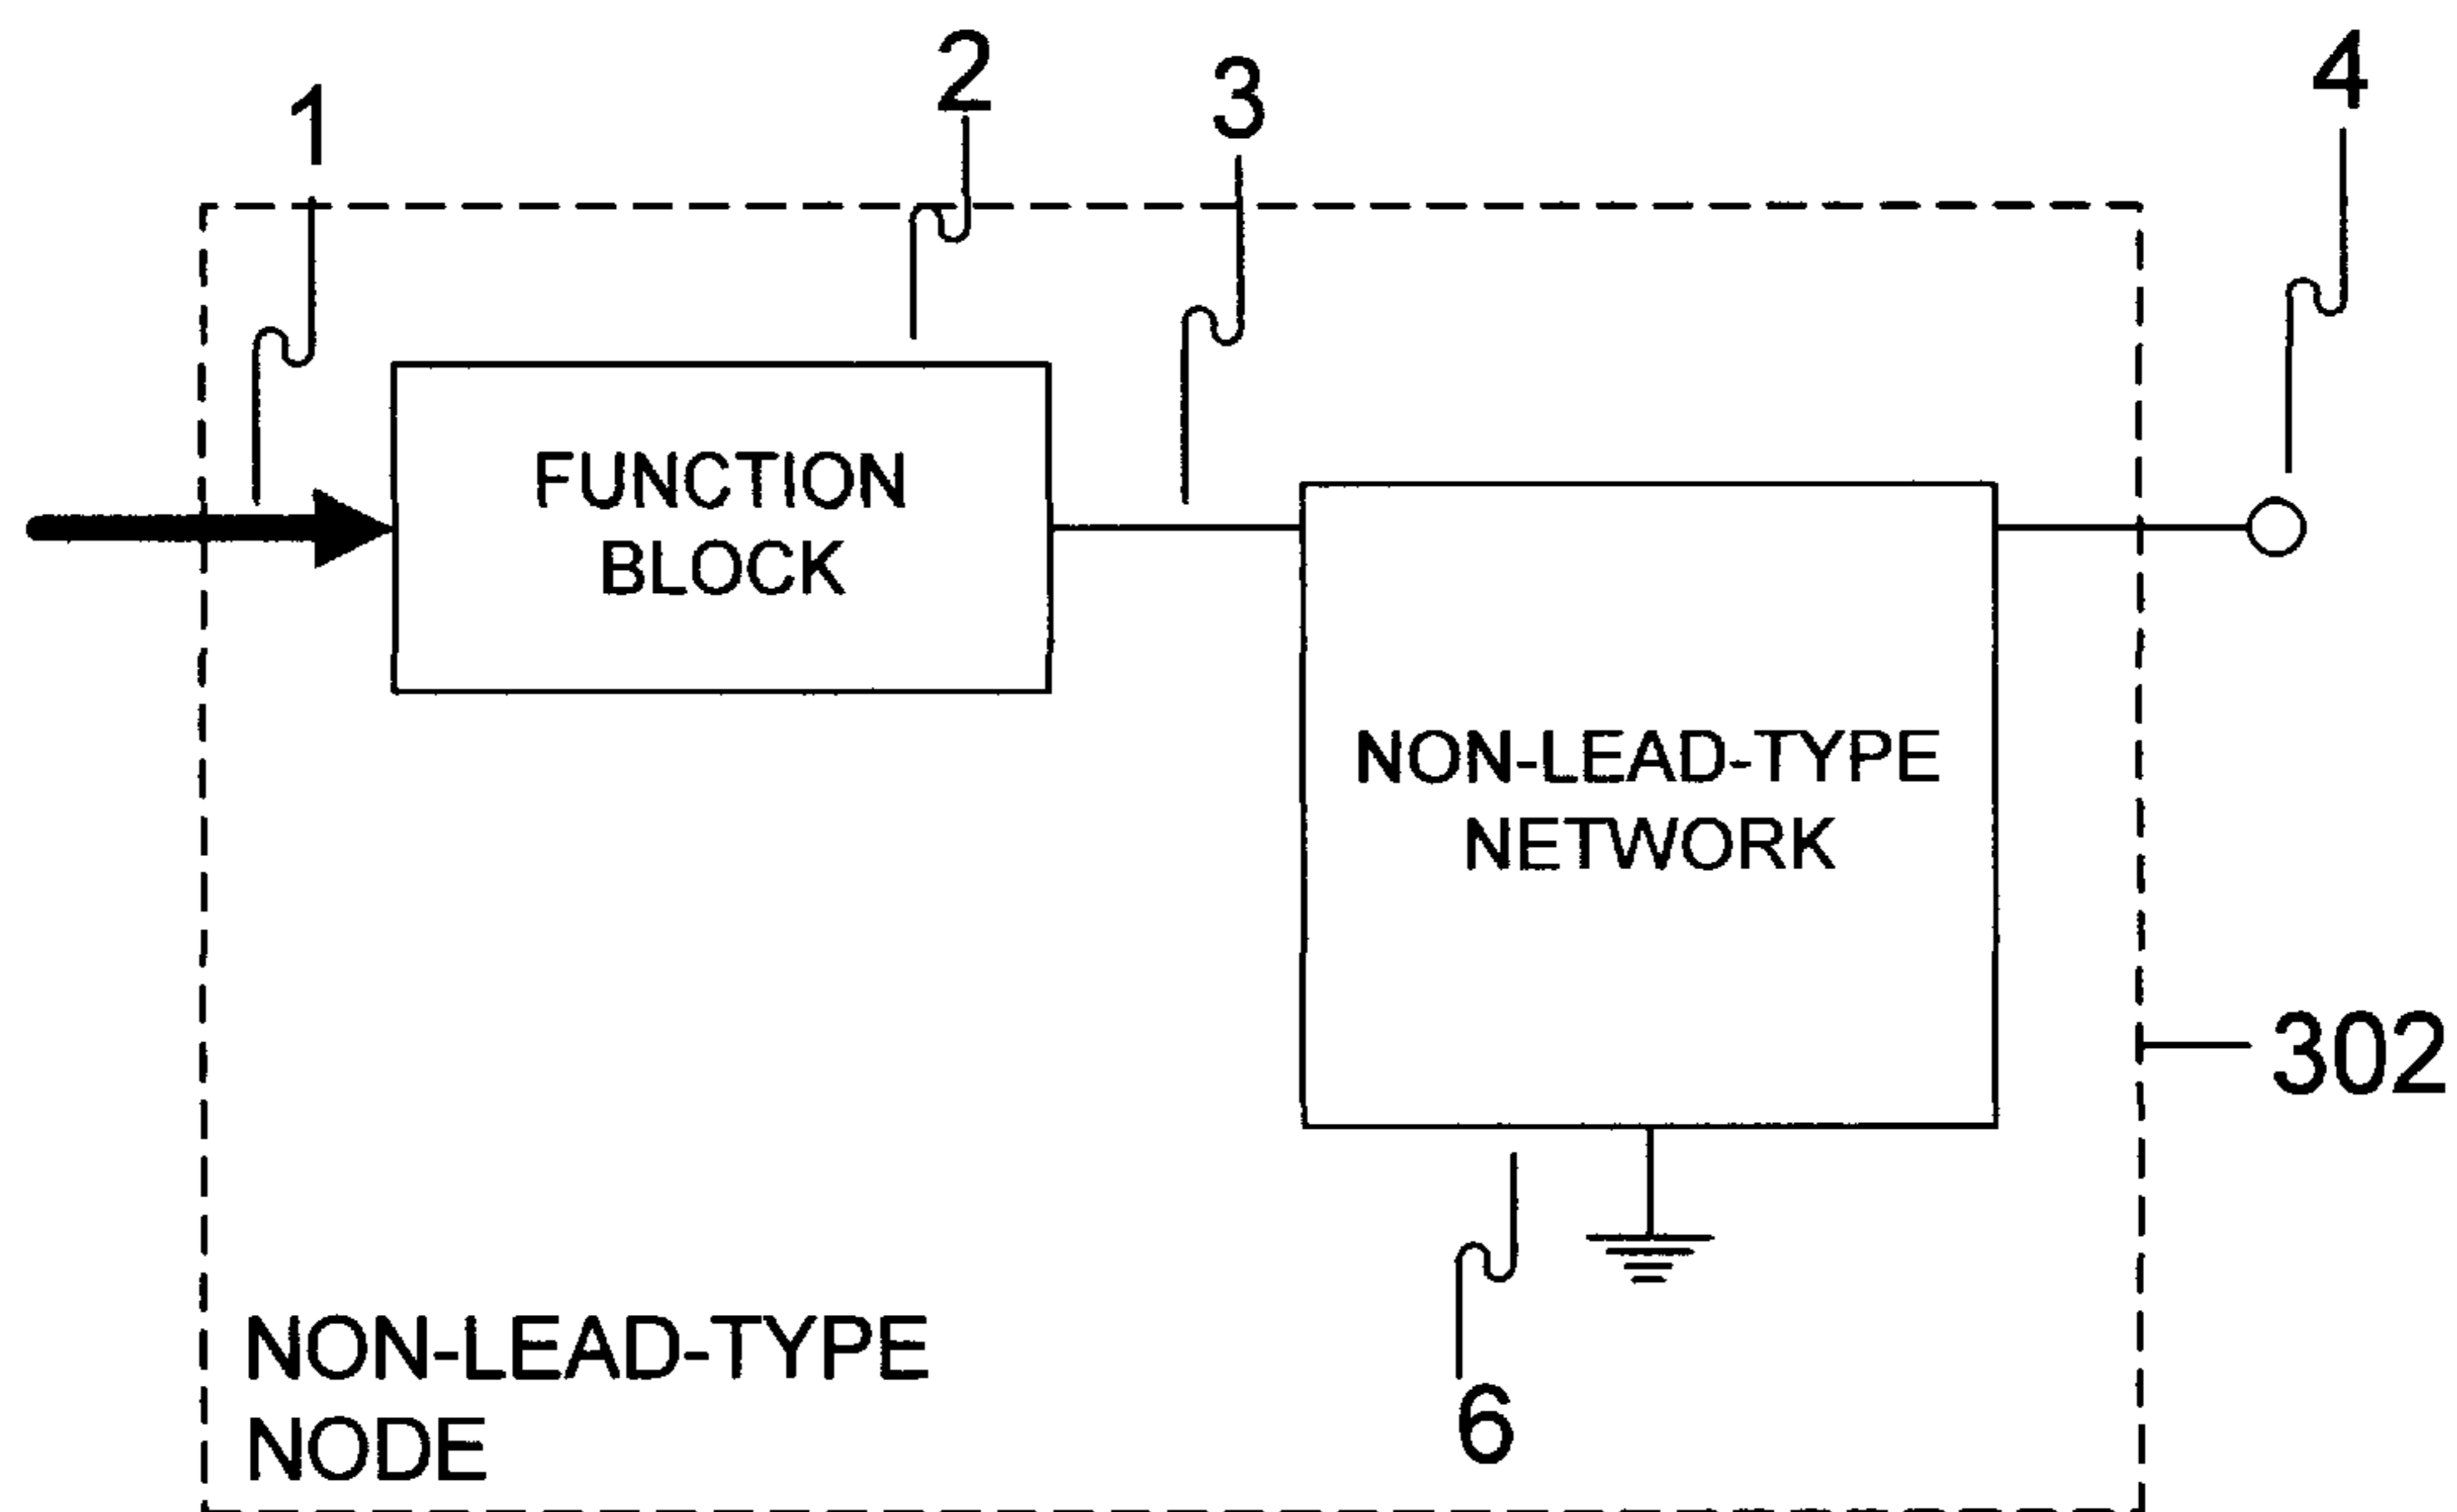 1
2
3
4
FUNCTION
BLOCK
NON-LEAD-TYPE
NETWORK
302
NON-LEAD-TYPE
NODE
6